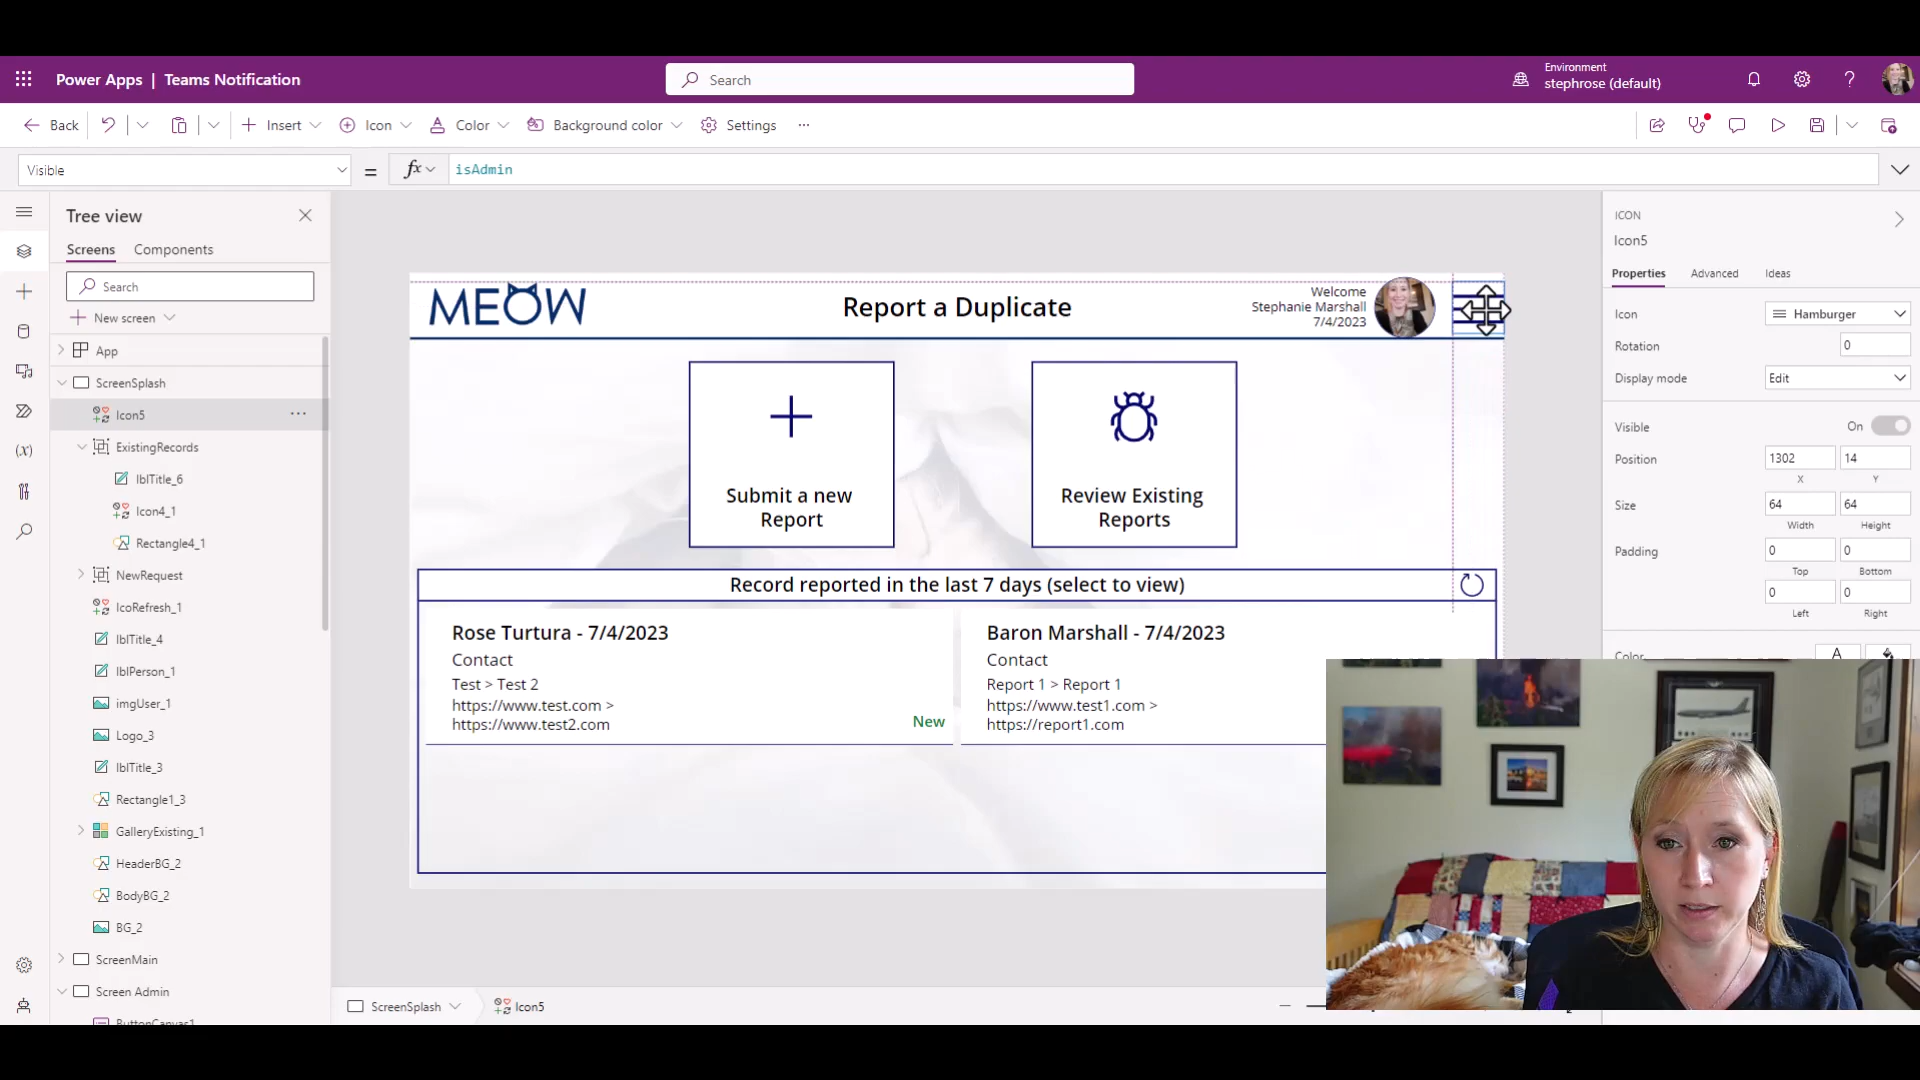 Power Apps | Teams Notification
Search
Environment
stephrose (default)
Back
Insert
Icon
Color
Background color
Settings
Visible
=
fx
isAdmin
Tree view
Screens
Components
Search
New screen
App
ScreenSplash
Icon5
ExistingRecords
lblTitle_6
Icon4_1
Rectangle4_1
NewRequest
IcoRefresh_1
lblTitle_4
lblPerson_1
imgUser_1
Logo_3
lblTitle_3
Rectangle1_3
GalleryExisting_1
HeaderBG_2
BodyBG_2
BG_2
ScreenMain
Screen Admin
ButtonCanvas1
MEOW
Report a Duplicate
Welcome
Stephanie Marshall
7/4/2023
Submit a new
Report
Review Existing
Reports
Record reported in the last 7 days (select to view)
Rose Turtura - 7/4/2023
Contact
Test > Test 2
https://www.test.com >
https://www.test2.com
New
Baron Marshall - 7/4/2023
Contact
Report 1 > Report 1
https://www.test1.com >
https://report1.com
ScreenSplash
Icon5
ICON
Icon5
Properties
Advanced
Ideas
Icon
Hamburger
Rotation
0
Display mode
Edit
Visible
On
Position
1302
14
X
Y
Size
64
64
Width
Height
Padding
0
0
Top
Bottom
0
0
Left
Right
Color